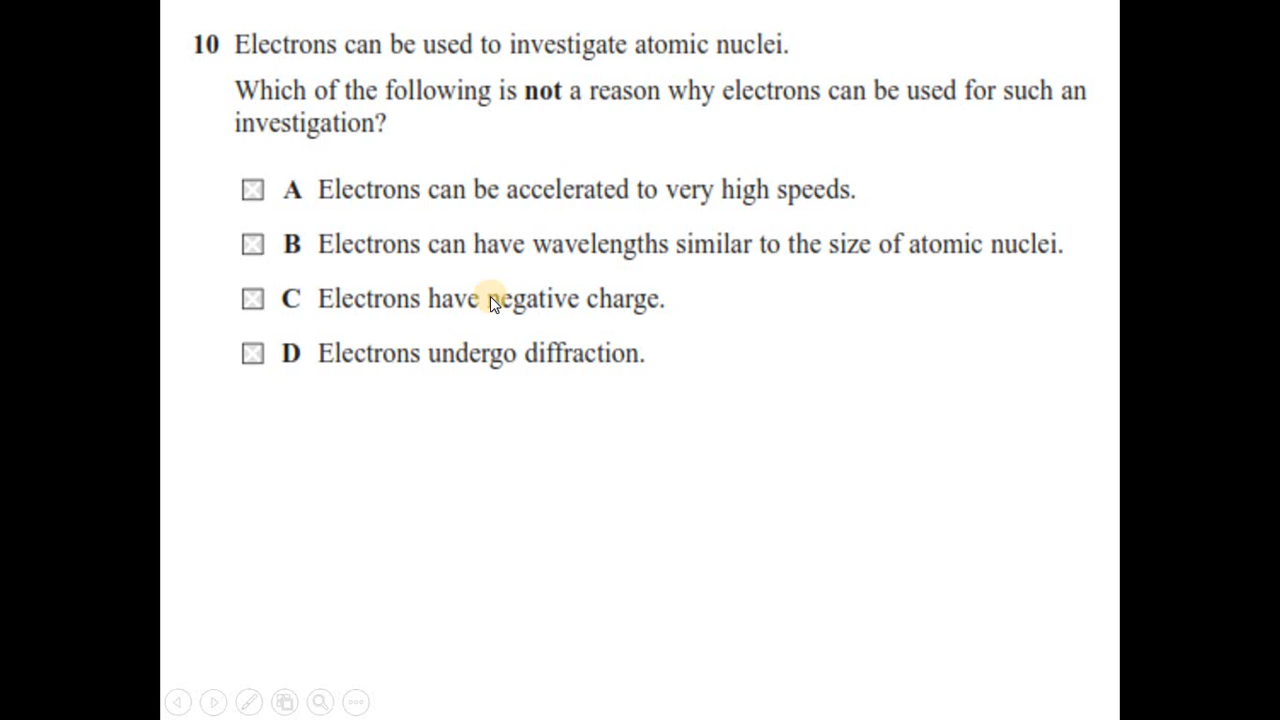 10 Electrons can be used to investigate atomic nuclei.
Which of the following is not a reason why electrons can be used for such an
investigation?
A Electrons can be accelerated to very high speeds.
B Electrons can have wavelengths similar to the size of atomic nuclei.
C Electrons have negative charge.
D Electrons undergo diffraction.